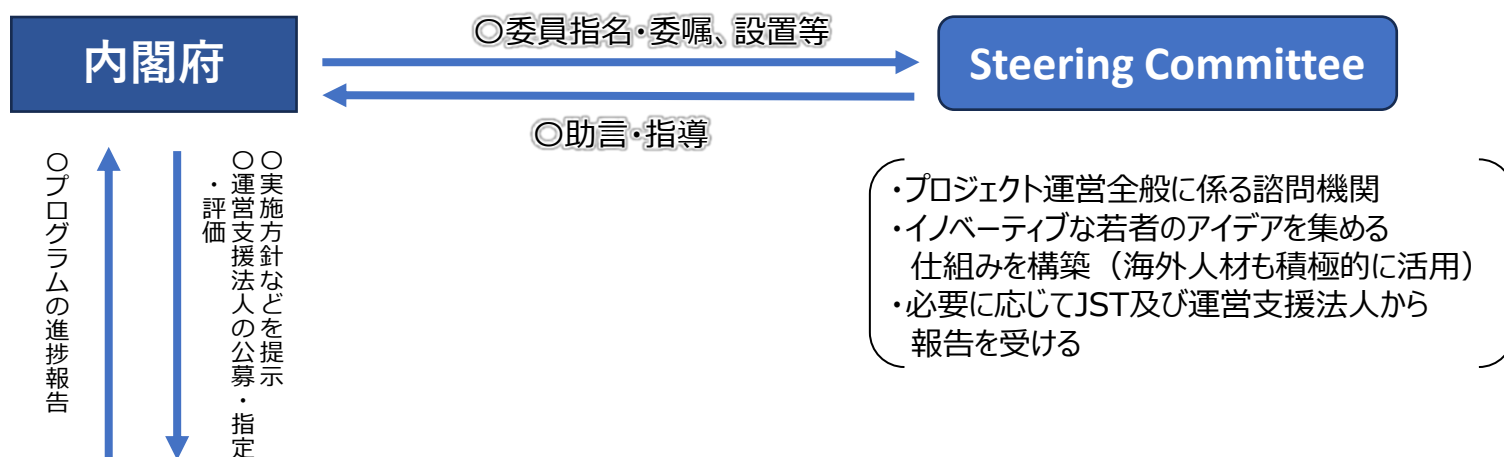 内閣府
〇委員指名・委嘱、設置等
Steering Committee
〇助言・指導
・プロジェクト運営全般に係る諮問機関
・イノベーティブな若者のアイデアを集める
仕組みを構築（海外人材も積極的に活用）
・必要に応じてJST及び運営支援法人から
報告を受ける
〇実施方針などを提示
〇運営支援法人の公募・指定
・評価
〇プログラムの進捗報告